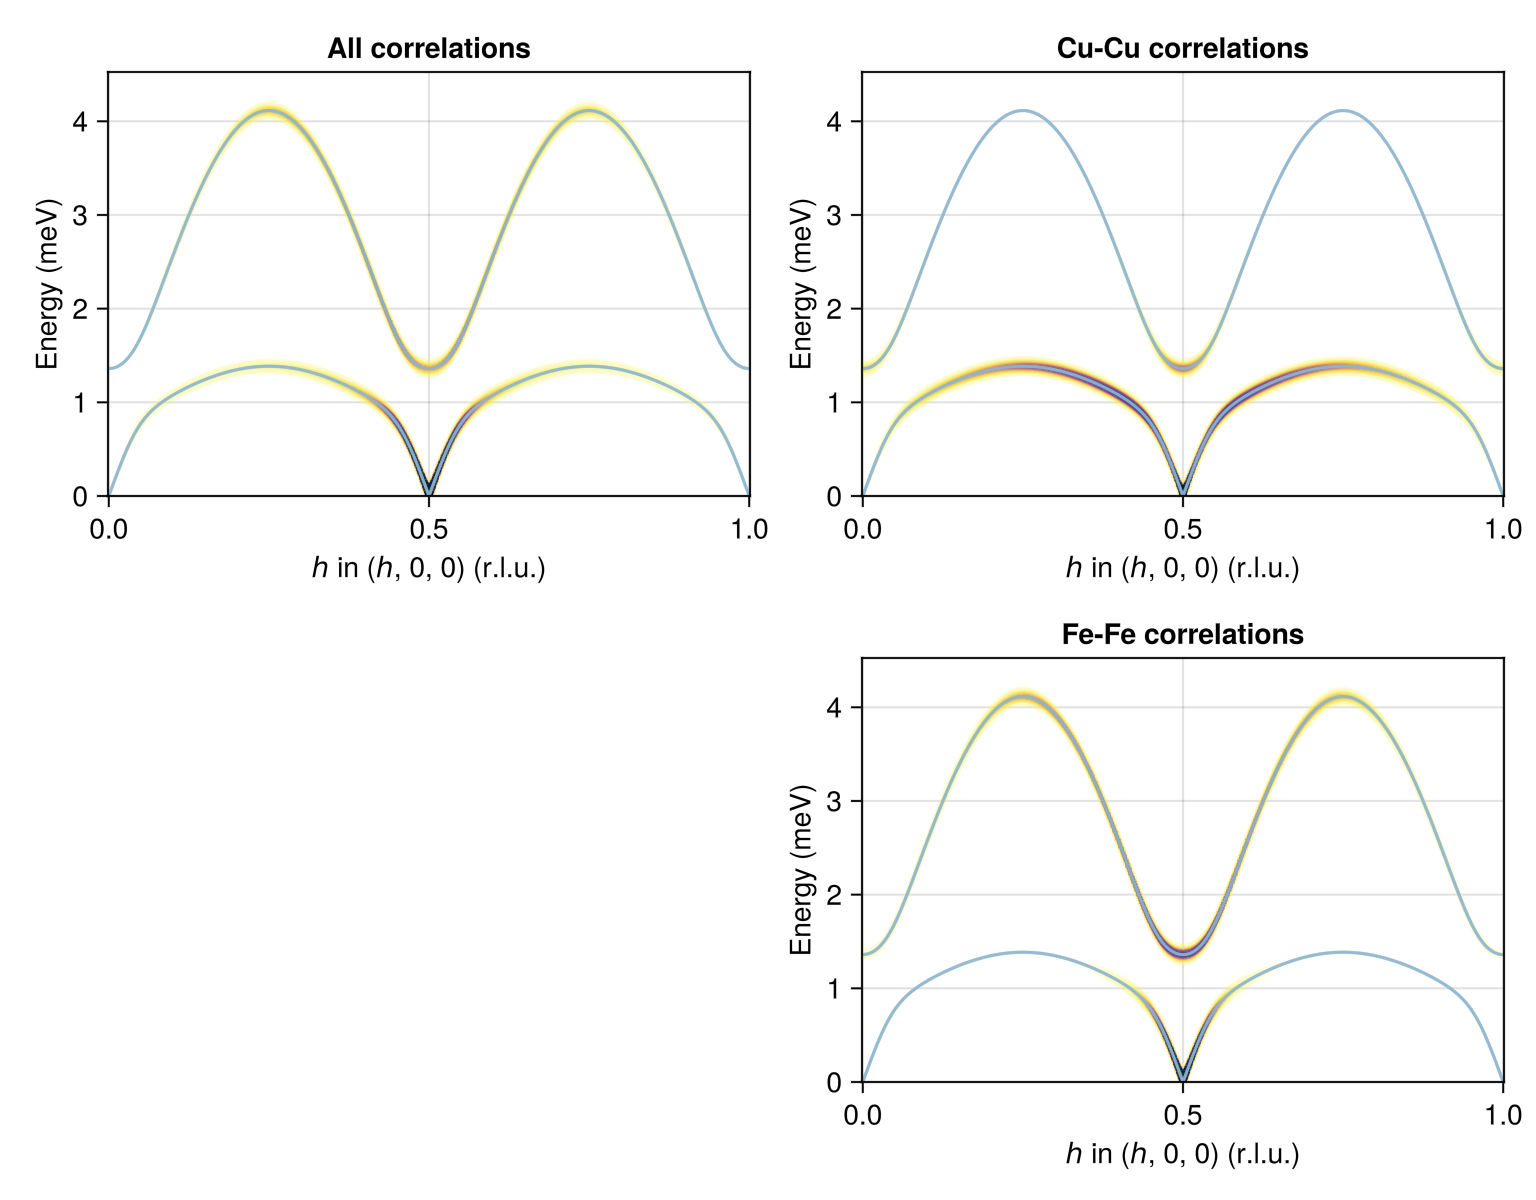 All correlations
Energy (meV)
4
3
2
1
0
0.0 0.5 1.0
h in (h, 0, 0) (r.l.u.)
Cu-Cu correlations
Energy (meV)
4
3
2
1
0
0.0 0.5 1.0
h in (h, 0, 0) (r.l.u.)
Fe-Fe correlations
Energy (meV)
4
3
2
1
0
0.0 0.5 1.0
h in (h, 0, 0) (r.l.u.)